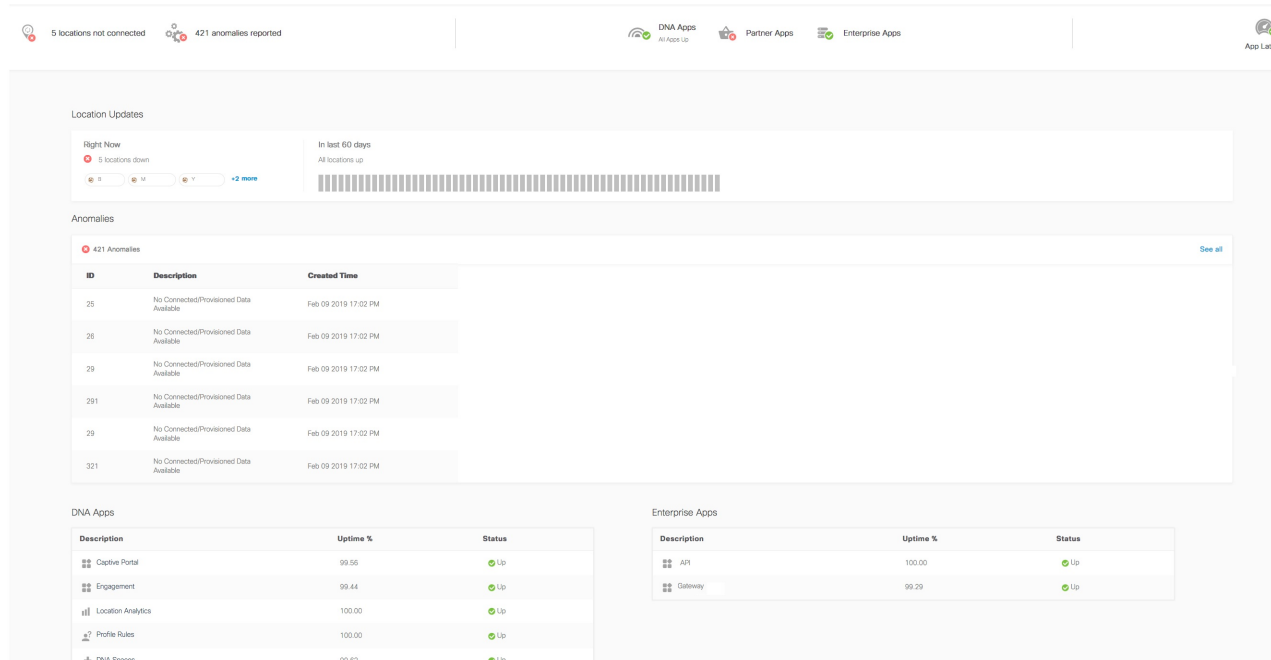 5 locations not connected
421 anomalies reported
DNA Apps
All Apps Up
Partner Apps
Enterprise Apps
App Lat
Location Updates
Right Now
5 locations down
M
Y
+2 more
In last 60 days
All locations up
Anomalies
421 Anomalies
See all
ID Description Created Time
25 No Connected/Provisioned Data Feb 09 2019 17:02 PM
Available
26 No Connected/Provisioned Data Feb 09 2019 17:02 PM
Available
29 No Connected/Provisioned Data Feb 09 2019 17:02 PM
Available
291 No Connected/Provisioned Data Feb 09 2019 17:02 PM
Available
29 No Connected/Provisioned Data Feb 09 2019 17:02 PM
Available
321 No Connected/Provisioned Data Feb 09 2019 17:02 PM
Available
DNA Apps
Description Uptime % Status
Captive Portal 99.56 Up
Engagement 99.44 Up
Location Analytics 100.00 Up
Profile Rules 100.00 Up
DNA Spaces 99.62 Up
Enterprise Apps
Description Uptime % Status
API 100.00 Up
Gateway 99.29 Up